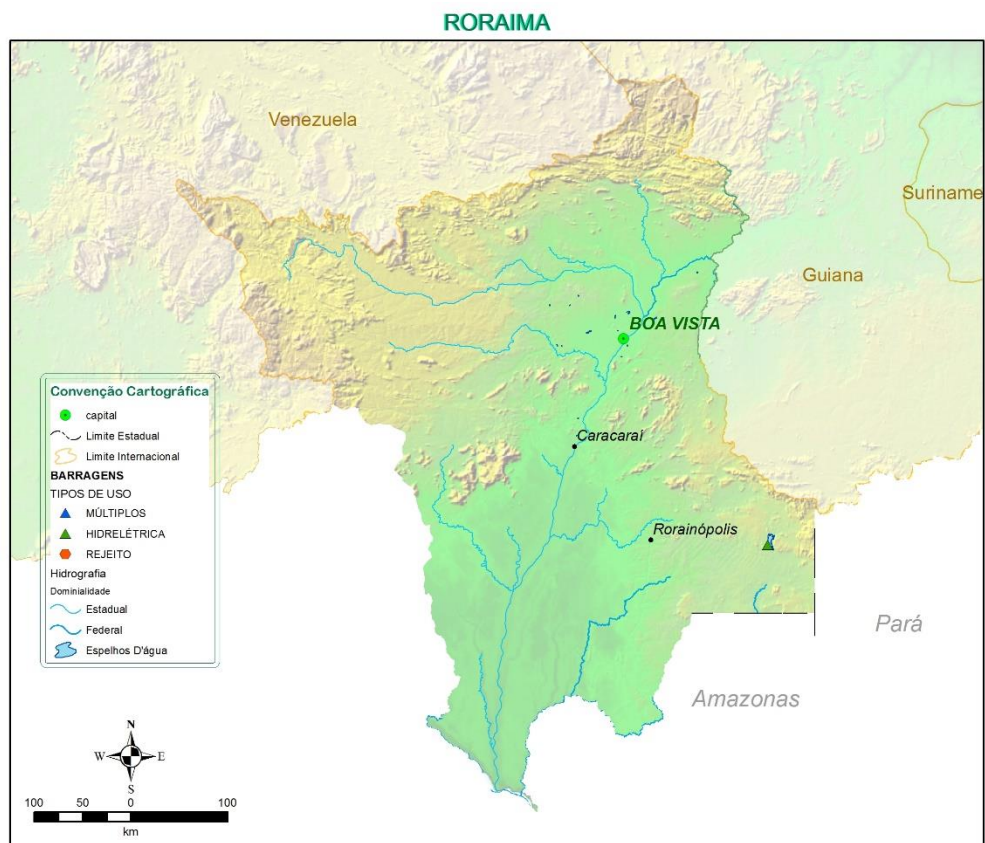 RORAIMA
Venezuela
Suriname
Guiana
BOA VISTA
Caracaraí
Rorainópolis
Pará
Amazonas
Convenção Cartográfica
capital
Limite Estadual
Limite Internacional
BARRAGENS
TIPOS DE USO
MÚLTIPLOS
HIDRELÉTRICA
REJEITO
Hidrografia
Dominialidade
Estadual
Federal
Espelhos D'água
N
W E
S
100 50 0 100
km